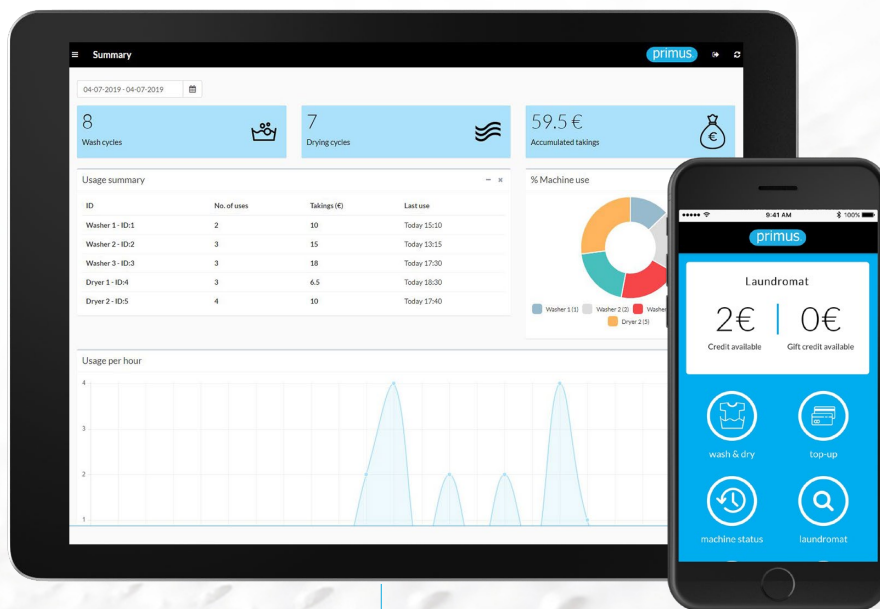 Summary
primus
04-07-2019 - 04-07-2019
8
Wash cycles
7
Drying cycles
59.5 €
€
Accumulated takings
Usage summary
% Machine use
ID No. of uses Takings (€) Last use
Washer 1 - ID:1 2 10 Today 15:10
Washer 2 - ID:2 3 15 Today 13:15
Washer 3 - ID:3 3 18 Today 17:30
Dryer 1 - ID:4 3 6.5 Today 18:30
Dryer 2 - ID:5 4 10 Today 17:40
Washer 1 (1) Washer 2 (2) Washer
Dryer 2 (5)
Usage per hour
4
3
2
1
9:41 AM 100%
primus
Laundromat
2€ 0€
Credit available Gift credit available
wash & dry top-up
machine status laundromat